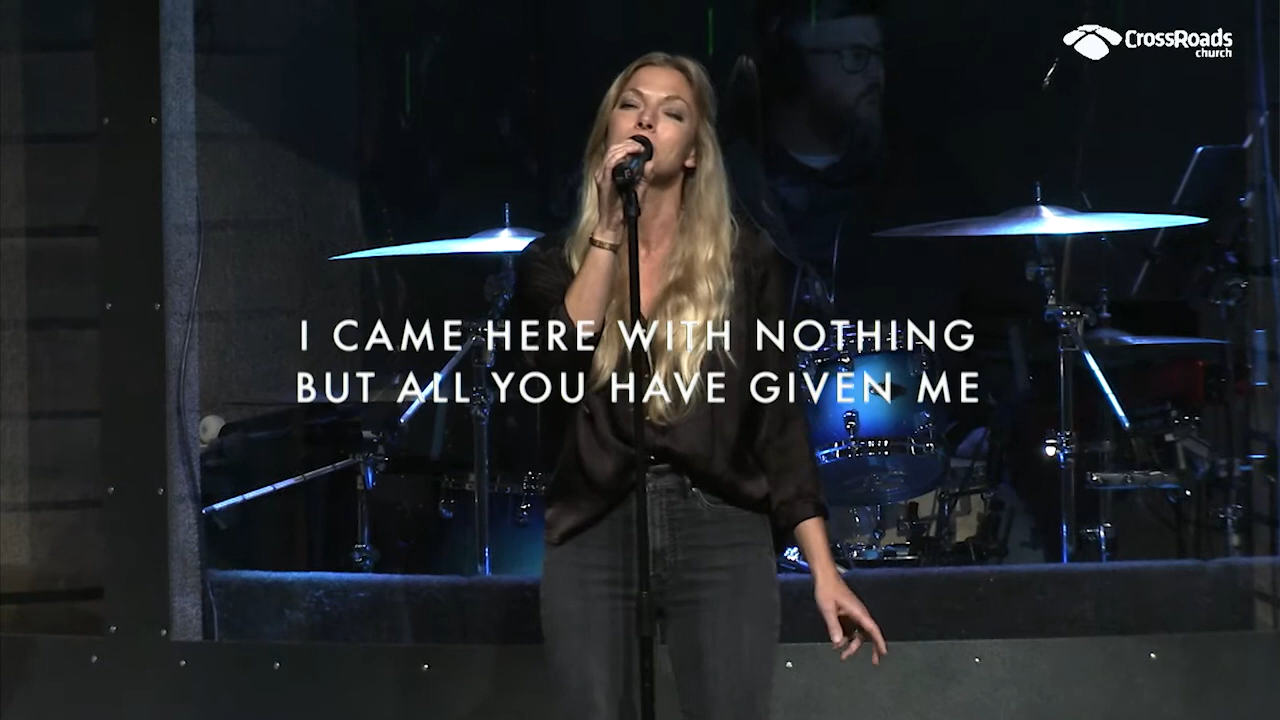 CrossRoads
church
I CAME HERE WITH NOTHING
BUT ALL YOU HAVE GIVEN ME